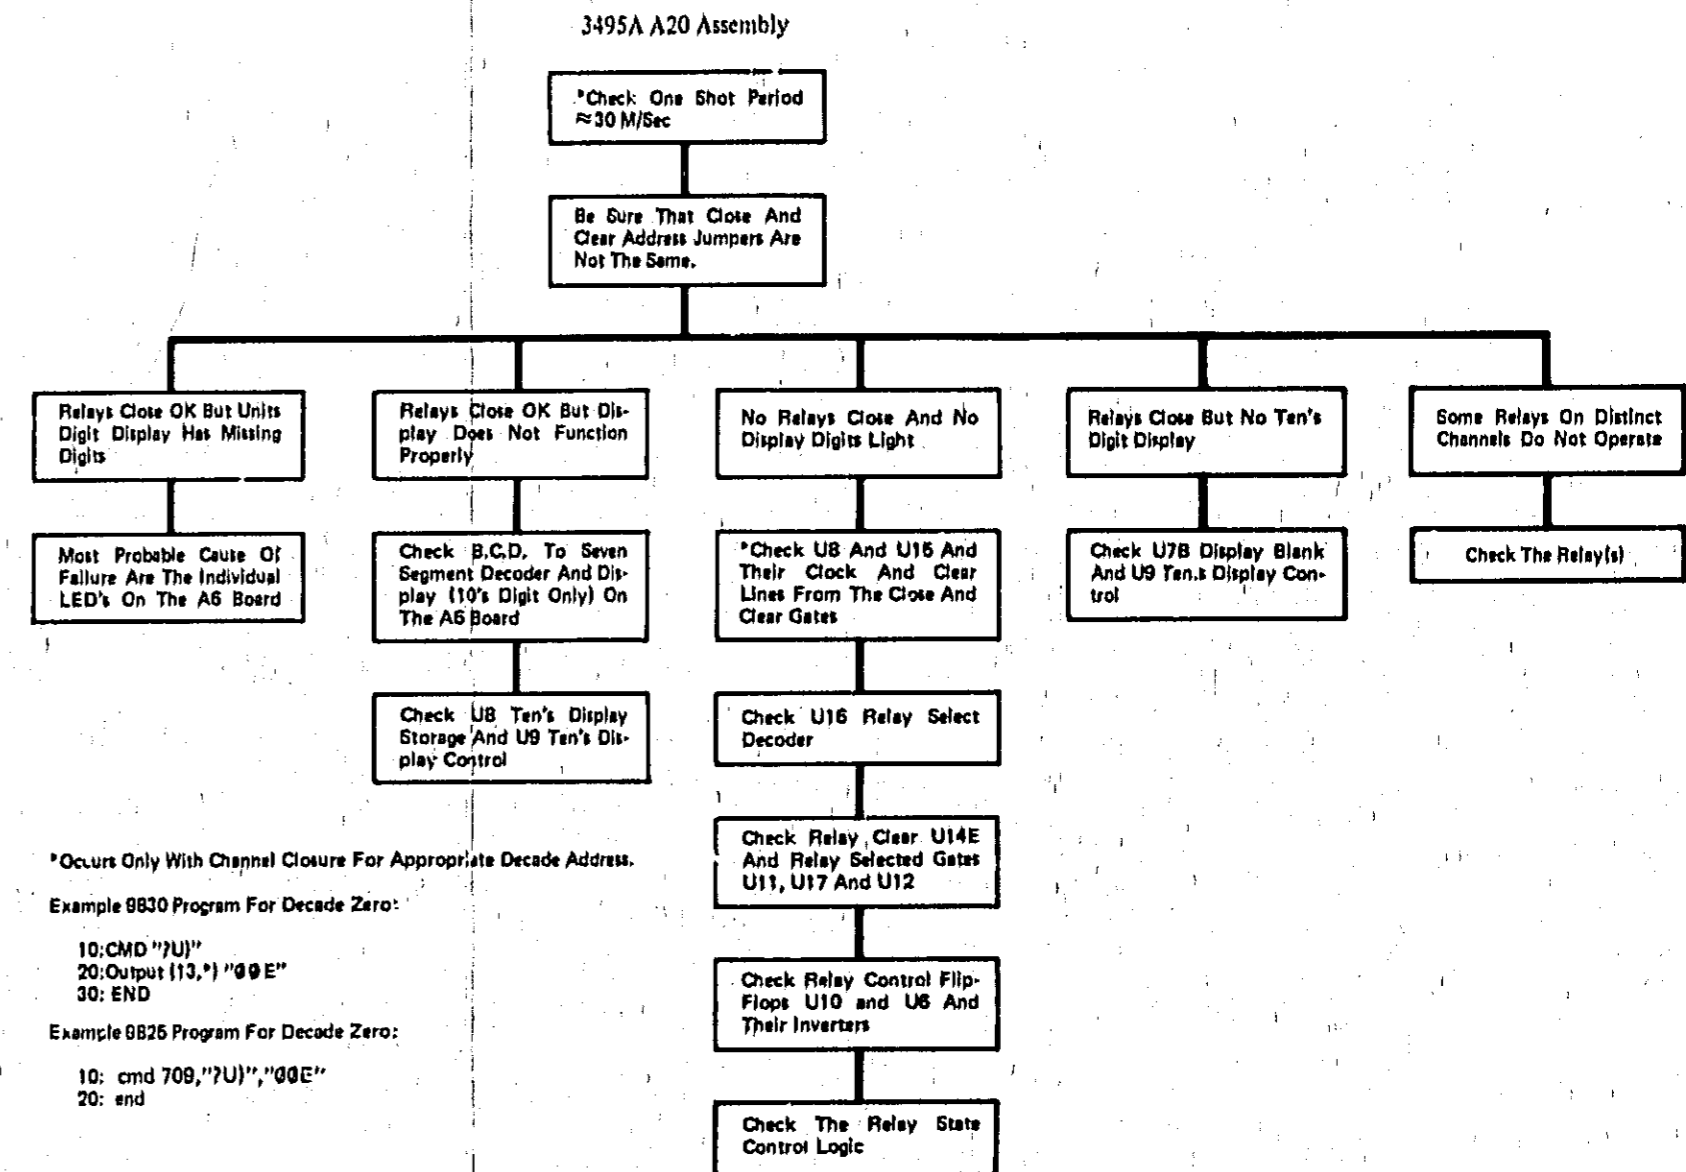 3495A A20 Assembly
*Check One Shot Period
≈30 M/Sec
Be Sure That Close And
Clear Address Jumpers Are
Not The Same.
Relays Close OK But Units
Digit Display Has Missing
Digits
Most Probable Cause Of
Failure Are The Individual
LED's On The A6 Board
Relays Close OK But Dis-
play Does Not Function
Properly
Check B.C.D. To Seven
Segment Decoder And Dis-
play (10's Digit Only) On
The A6 Board
Check U8 Ten's Display
Storage And U9 Ten's Dis-
play Control
No Relays Close And No
Display Digits Light
*Check U8 And U15 And
Their Clock And Clear
Lines From The Close And
Clear Gates
Check U16 Relay Select
Decoder
Check Relay Clear U14E
And Relay Selected Gates
U11, U17 And U12
Check Relay Control Flip-
Flops U10 and U6 And
Their Inverters
Check The Relay State
Control Logic
Relays Close But No Ten's
Digit Display
Check U7B Display Blank
And U9 Ten.s Display Con-
trol
Some Relays On Distinct
Channels Do Not Operate
Check The Relay(s)
*Occurs Only With Channel Closure For Appropriate Decade Address.
Example 9830 Program For Decade Zero:
10:CMD "?U)"
20:Output (13,*) "00E"
30: END
Example 9825 Program For Decade Zero:
10: cmd 709,"?U)","00E"
20: end